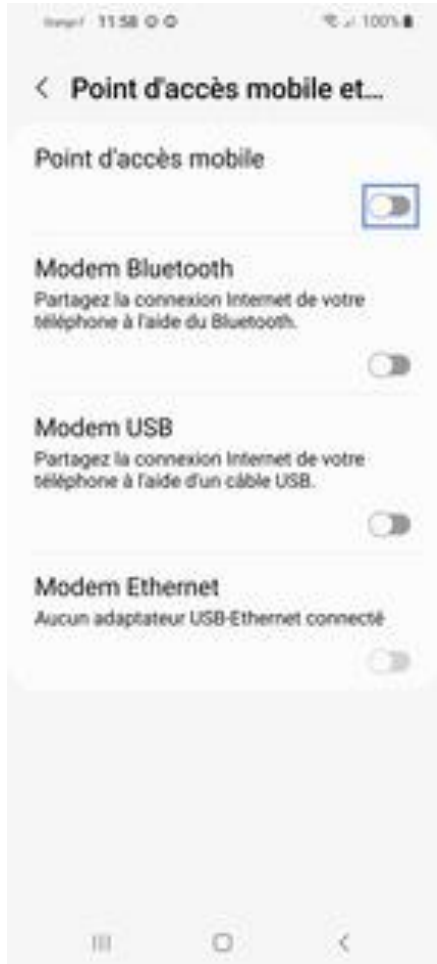 11:58
100%
Point d'accès mobile et...
Point d'accès mobile
Modem Bluetooth
Partagez la connexion Internet de votre
téléphone à l'aide du Bluetooth.
Modem USB
Partagez la connexion Internet de votre
téléphone à l'aide d'un câble USB.
Modem Ethernet
Aucun adaptateur USB-Ethernet connecté